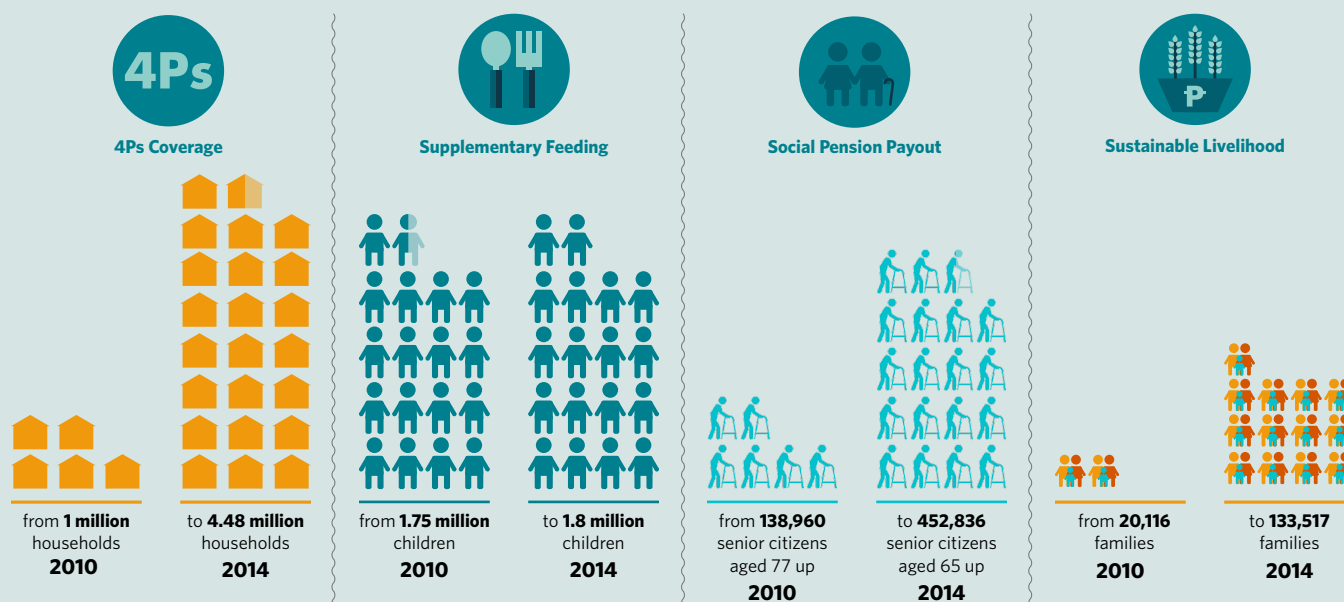 4Ps
4Ps Coverage
from 1 million
households
2010
to 4.48 million
households
2014
Supplementary Feeding
from 1.75 million
children
2010
to 1.8 million
children
2014
Social Pension Payout
from 138,960
senior citizens
aged 77 up
2010
to 452,836
senior citizens
aged 65 up
2014
₱
Sustainable Livelihood
from 20,116
families
2010
to 133,517
families
2014